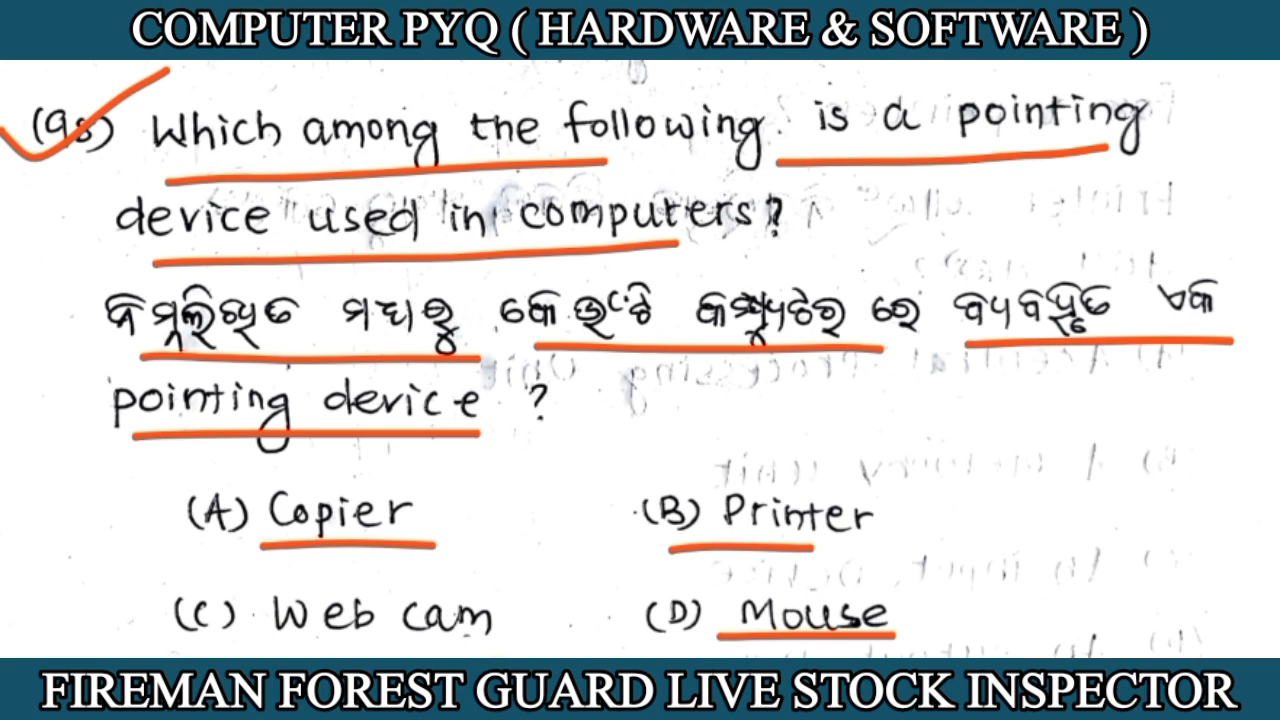 COMPUTER PYQ ( HARDWARE & SOFTWARE )
(98) Which among the following is a pointing
device used in computers?
ନିମ୍ନଲିଖିତ ମଧ୍ୟରୁ କେଉଁଟି କମ୍ପ୍ୟୁଟର ରେ ବ୍ୟବହୃତ ଏକ
pointing device ?
(A) Copier (B) Printer
(C) Web cam (D) Mouse
FIREMAN FOREST GUARD LIVE STOCK INSPECTOR